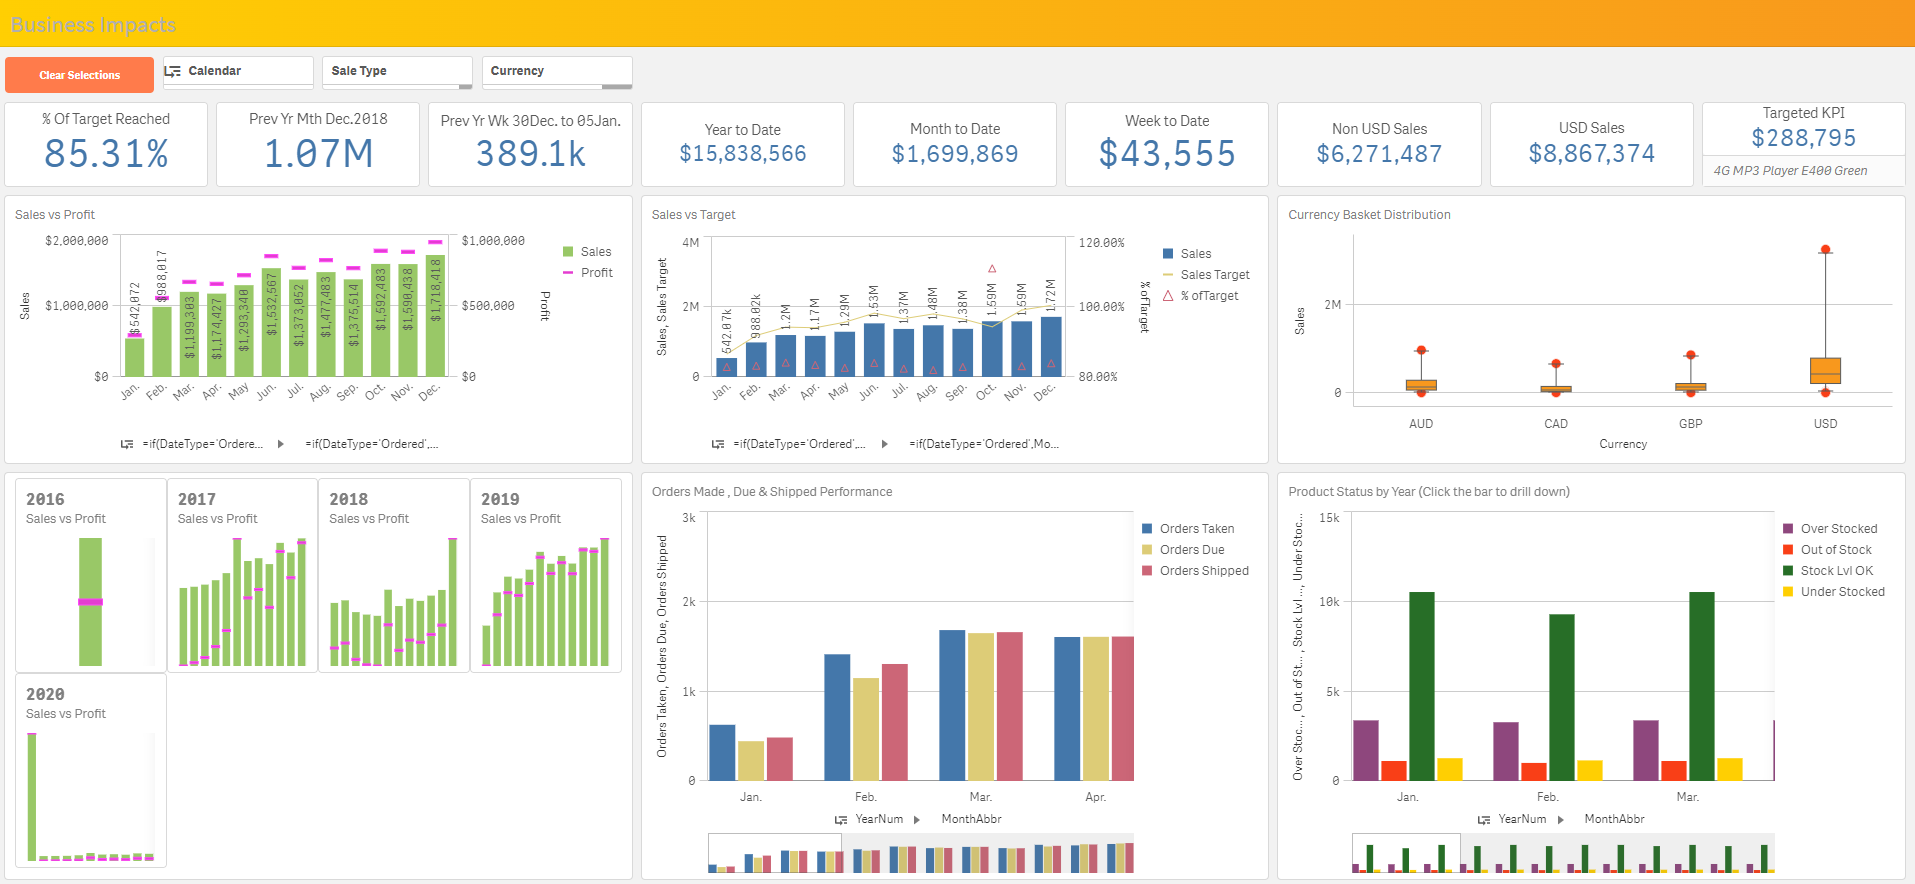 Business Impacts
Clear Selections
Calendar
Sale Type
Currency
% Of Target Reached
85.31%
Prev Yr Mth Dec.2018
1.07M
Prev Yr Wk 30Dec. to 05Jan.
389.1k
Year to Date
$15,838,566
Month to Date
$1,699,869
Week to Date
$43,555
Non USD Sales
$6,271,487
USD Sales
$8,867,374
Targeted KPI
$288,795
4G MP3 Player E400 Green
Sales vs Profit
$2,000,000
$1,000,000
$0
Sales
$542,072
$988,017
$1,199,303
$1,174,427
$1,293,340
$1,532,567
$1,373,052
$1,477,483
$1,375,514
$1,592,483
$1,590,438
$1,718,418
$1,000,000
$500,000
$0
Profit
Sales
Profit
Jan.
Feb.
Mar.
Apr.
May
Jun.
Jul.
Aug.
Sep.
Oct.
Nov.
Dec.
=if(DateType='Ordere...
=if(DateType='Ordered',...
Sales vs Target
4M
2M
0
Sales, Sales Target
542.07k
988.02k
1.2M
1.17M
1.29M
1.53M
1.37M
1.48M
1.38M
1.59M
1.59M
1.72M
120.00%
100.00%
80.00%
% ofTarget
Sales
Sales Target
% ofTarget
Jan.
Feb.
Mar.
Apr.
May
Jun.
Jul.
Aug.
Sep.
Oct.
Nov.
Dec.
=if(DateType='Ordered',...
=if(DateType='Ordered',Mo...
Currency Basket Distribution
Sales
2M
0
AUD
CAD
GBP
USD
Currency
2016
Sales vs Profit
2017
Sales vs Profit
2018
Sales vs Profit
2019
Sales vs Profit
2020
Sales vs Profit
Orders Made , Due & Shipped Performance
Orders Taken, Orders Due, Orders Shipped
3k
2k
1k
0
Orders Taken
Orders Due
Orders Shipped
Jan.
Feb.
Mar.
Apr.
YearNum
MonthAbbr
Product Status by Year (Click the bar to drill down)
Over Stoc... , Out of St... , Stock Lvl ..., Under Stoc...
15k
10k
5k
0
Over Stocked
Out of Stock
Stock Lvl OK
Under Stocked
Jan.
Feb.
Mar.
YearNum
MonthAbbr